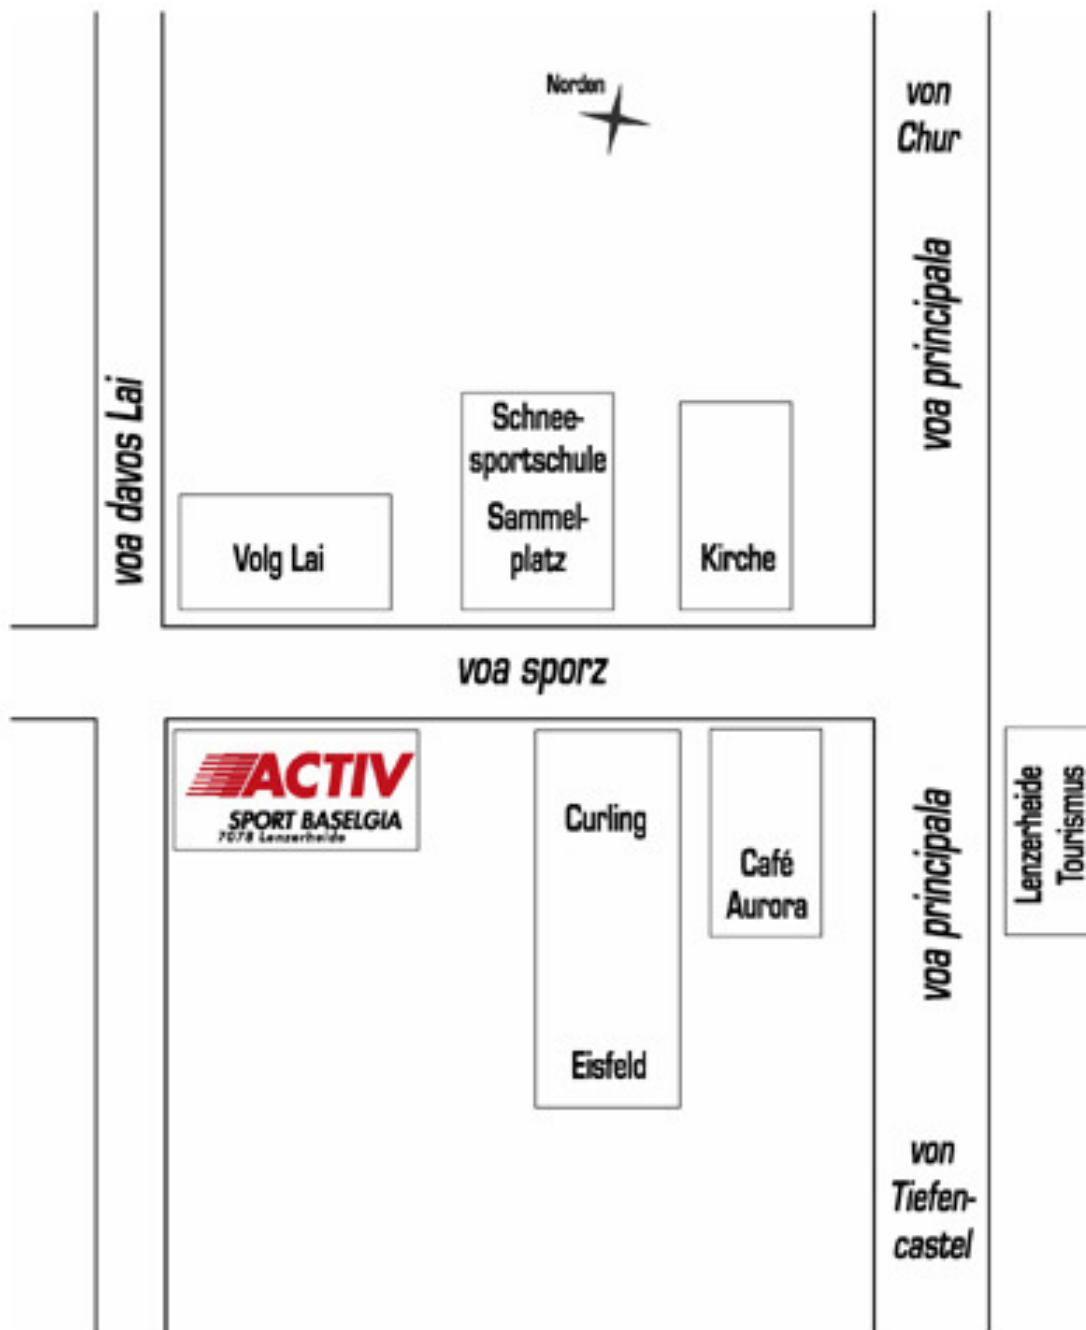 Norden
von
Chur
voa principala
voa davos Lai
Schnee-
sportschule
Sammel-
platz
Volg Lai
Kirche
voa sporz
ACTIV
SPORT BASELGIA
7078 Lenzerheide
Curling
Café
Aurora
voa principala
Lenzerheide
Tourismus
Eisfeld
von
Tiefen-
castel